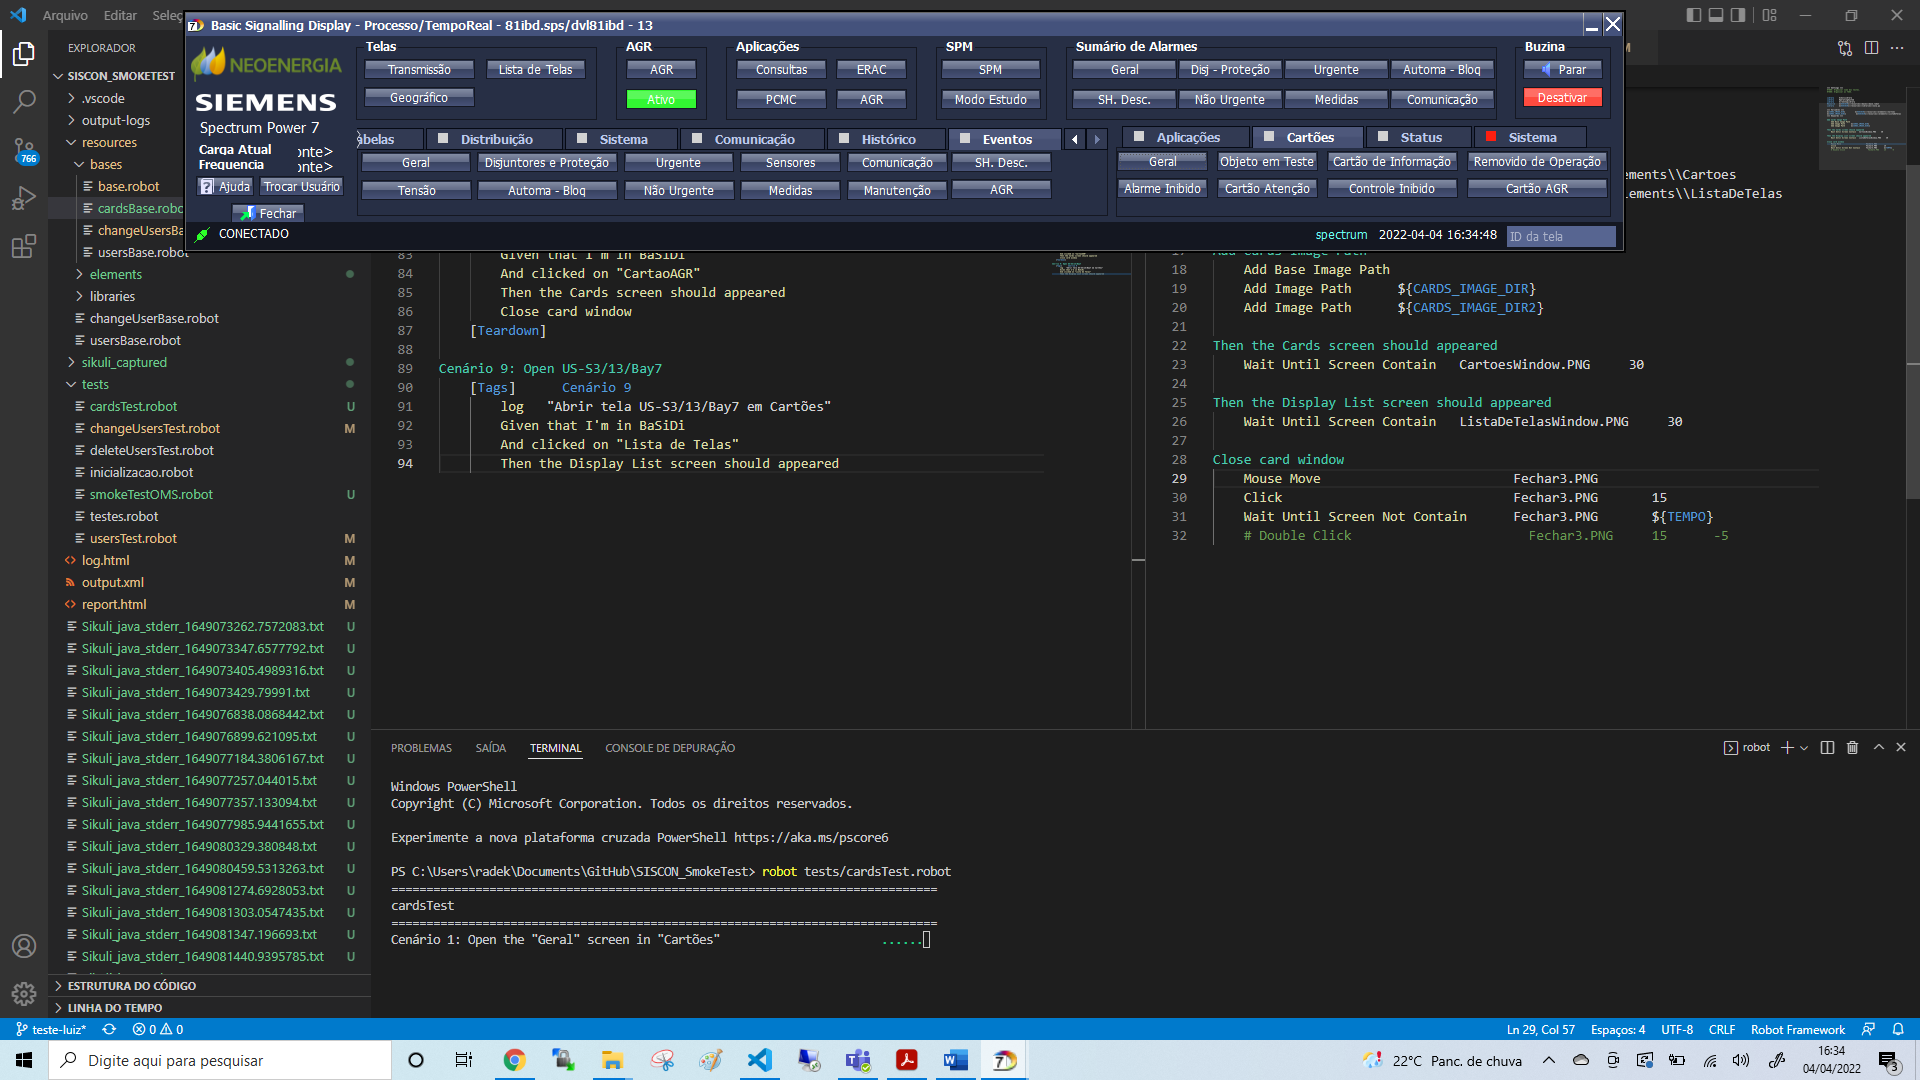 Arquivo Editar Seleç
Basic Signalling Display - Processo/TempoReal - 81ibd.sps/dvl81ibd - 13
NEOENERGIA
SIEMENS
Spectrum Power 7
Carga Atual
Frequencia
onte>
onte>
Ajuda Trocar Usuário
Fechar
CONECTADO
Telas
Transmissão Lista de Telas
Geográfico
AGR
AGR
Ativo
Aplicações
Consultas ERAC
PCMC AGR
SPM
SPM
Modo Estudo
Sumário de Alarmes
Geral Disj - Proteção Urgente Automa - Bloq
SH. Desc. Não Urgente Medidas Comunicação
Buzina
Parar
Desativar
belas Distribuição Sistema Comunicação Histórico Eventos
Geral Disjuntores e Proteção Urgente Sensores Comunicação SH. Desc.
Tensão Automa - Bloq Não Urgente Medidas Manutenção AGR
Aplicações Cartões Status Sistema
Geral Objeto em Teste Cartão de Informação Removido de Operação
Alarme Inibido Cartão Atenção Controle Inibido Cartão AGR
spectrum 2022-04-04 16:34:48 ID da tela
EXPLORADOR
SISCON_SMOKETEST
.vscode
output-logs
resources
bases
base.robot
cardsBase.robo
changeUsersBa
usersBase.robot
elements
libraries
changeUserBase.robot
usersBase.robot
sikuli_captured
tests
cardsTest.robot U
changeUsersTest.robot M
deleteUsersTest.robot
inicializacao.robot
smokeTestOMS.robot U
testes.robot
usersTest.robot M
log.html M
output.xml M
report.html M
Sikuli_java_stderr_1649073262.7572083.txt U
Sikuli_java_stderr_1649073347.6577792.txt U
Sikuli_java_stderr_1649073405.4989316.txt U
Sikuli_java_stderr_1649073429.79991.txt U
Sikuli_java_stderr_1649076838.0868442.txt U
Sikuli_java_stderr_1649076899.621095.txt U
Sikuli_java_stderr_1649077184.3806167.txt U
Sikuli_java_stderr_1649077257.044015.txt U
Sikuli_java_stderr_1649077357.133094.txt U
Sikuli_java_stderr_1649077985.9441655.txt U
Sikuli_java_stderr_1649080329.380848.txt U
Sikuli_java_stderr_1649080459.5313263.txt U
Sikuli_java_stderr_1649081274.6928053.txt U
Sikuli_java_stderr_1649081303.0547435.txt U
Sikuli_java_stderr_1649081347.196693.txt U
Sikuli_java_stderr_1649081440.9395785.txt U
ESTRUTURA DO CÓDIGO
LINHA DO TEMPO
766
83 Given that I'm in BaSiDi
84 And clicked on "CartaoAGR"
85 Then the Cards screen should appeared
86 Close card window
87 [Teardown]
88
89 Cenário 9: Open US-S3/13/Bay7
90 [Tags] Cenário 9
91 log "Abrir tela US-S3/13/Bay7 em Cartões"
92 Given that I'm in BaSiDi
93 And clicked on "Lista de Telas"
94 Then the Display List screen should appeared
M
ements\\Cartoes
ements\\ListaDeTelas
17 Add Cards Image Path
18 Add Base Image Path
19 Add Image Path ${CARDS_IMAGE_DIR}
20 Add Image Path ${CARDS_IMAGE_DIR2}
21
22 Then the Cards screen should appeared
23 Wait Until Screen Contain CartoesWindow.PNG 30
24
25 Then the Display List screen should appeared
26 Wait Until Screen Contain ListaDeTelasWindow.PNG 30
27
28 Close card window
29 Mouse Move Fechar3.PNG
30 Click Fechar3.PNG 15
31 Wait Until Screen Not Contain Fechar3.PNG ${TEMPO}
32 # Double Click Fechar3.PNG 15 -5
PROBLEMAS SAÍDA TERMINAL CONSOLE DE DEPURAÇÃO
robot
Windows PowerShell
Copyright (C) Microsoft Corporation. Todos os direitos reservados.
Experimente a nova plataforma cruzada PowerShell https://aka.ms/pscore6
PS C:\Users\radek\Documents\GitHub\SISCON_SmokeTest> robot tests/cardsTest.robot
==============================================================================
cardsTest
==============================================================================
Cenário 1: Open the "Geral" screen in "Cartões" ......
teste-luiz* 0 0
Ln 29, Col 57 Espaços: 4 UTF-8 CRLF Robot Framework
Digite aqui para pesquisar
22°C Panc. de chuva
16:34
04/04/2022
3